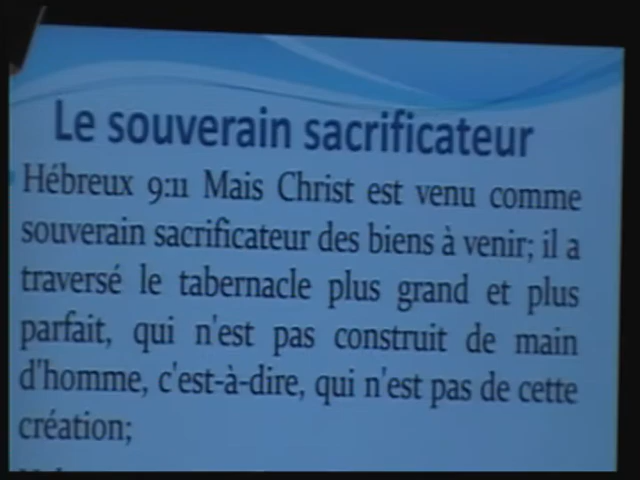 Le souverain sacrificateur
Hébreux 9:11 Mais Christ est venu comme
souverain sacrificateur des biens à venir; il a
traversé le tabernacle plus grand et plus
parfait, qui n'est pas construit de main
d'homme, c'est-à-dire, qui n'est pas de cette
création;